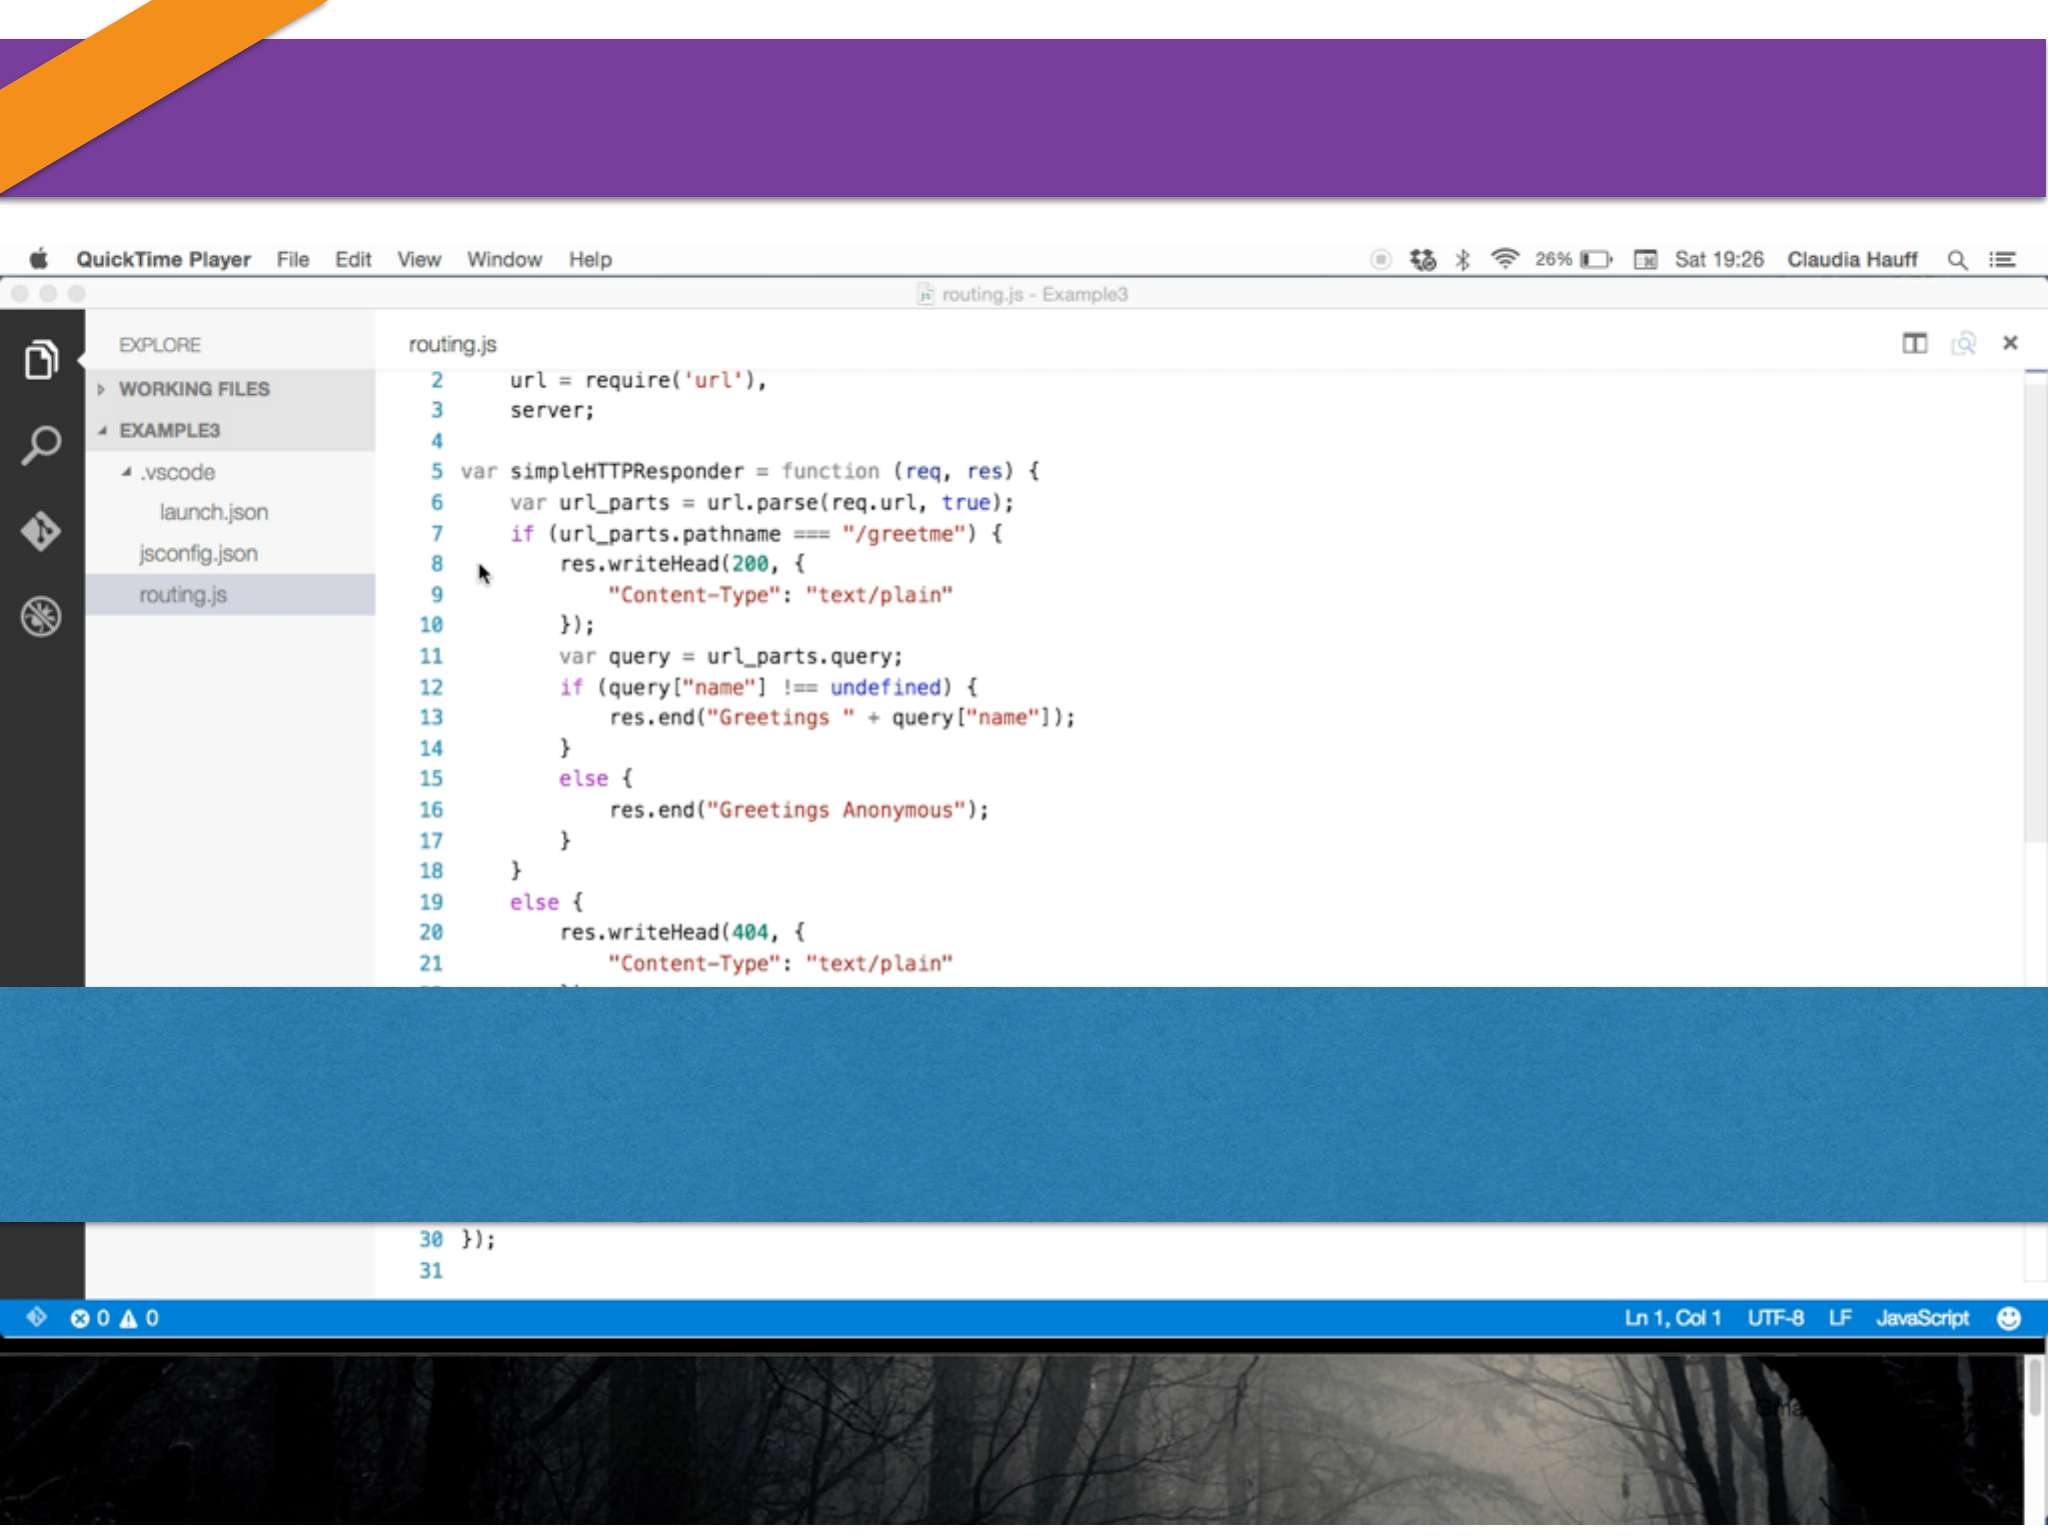 QuickTime Player File Edit View Window Help 26% Sat 19:26 Claudia Hauff
routing.js - Example3
EXPLORE
WORKING FILES
EXAMPLE3
.vscode
launch.json
jsconfig.json
routing.js
routing.js
2     url = require('url'),
3     server;
4
5 var simpleHTTPResponder = function (req, res) {
6     var url_parts = url.parse(req.url, true);
7     if (url_parts.pathname === "/greetme") {
8         res.writeHead(200, {
9             "Content-Type": "text/plain"
10         });
11         var query = url_parts.query;
12         if (query["name"] !== undefined) {
13             res.end("Greetings " + query["name"]);
14         }
15         else {
16             res.end("Greetings Anonymous");
17         }
18     }
19     else {
20         res.writeHead(404, {
21             "Content-Type": "text/plain"
30 });
31
0 0 Ln 1, Col 1 UTF-8 LF JavaScript